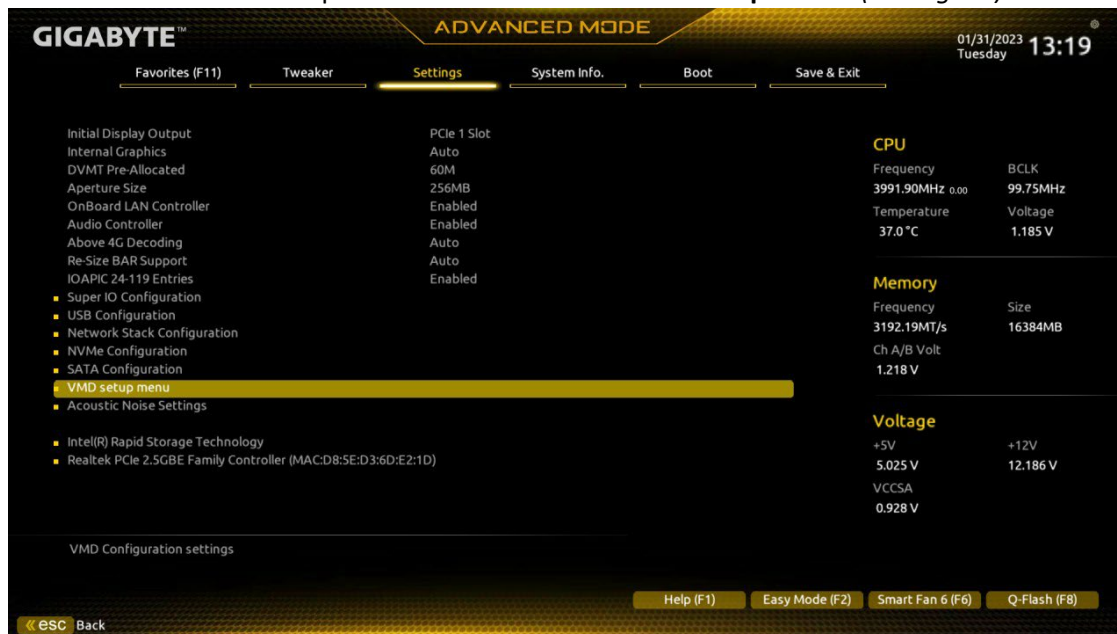 GIGABYTE™
ADVANCED MODE
01/31/2023
Tuesday
13:19
Favorites (F11) Tweaker Settings System Info. Boot Save & Exit
Initial Display Output PCIe 1 Slot
Internal Graphics Auto
DVMT Pre-Allocated 60M
Aperture Size 256MB
OnBoard LAN Controller Enabled
Audio Controller Enabled
Above 4G Decoding Auto
Re-Size BAR Support Auto
IOAPIC 24-119 Entries Enabled
Super IO Configuration
USB Configuration
Network Stack Configuration
NVMe Configuration
SATA Configuration
VMD setup menu
Acoustic Noise Settings
Intel(R) Rapid Storage Technology
Realtek PCIe 2.5GBE Family Controller (MAC:D8:5E:D3:6D:E2:1D)
CPU
Frequency BCLK
3991.90MHz 0.00 99.75MHz
Temperature Voltage
37.0 °C 1.185 V
Memory
Frequency Size
3192.19MT/s 16384MB
Ch A/B Volt
1.218 V
Voltage
+5V +12V
5.025 V 12.186 V
VCCSA
0.928 V
VMD Configuration settings
Help (F1) Easy Mode (F2) Smart Fan 6 (F6) Q-Flash (F8)
esc Back